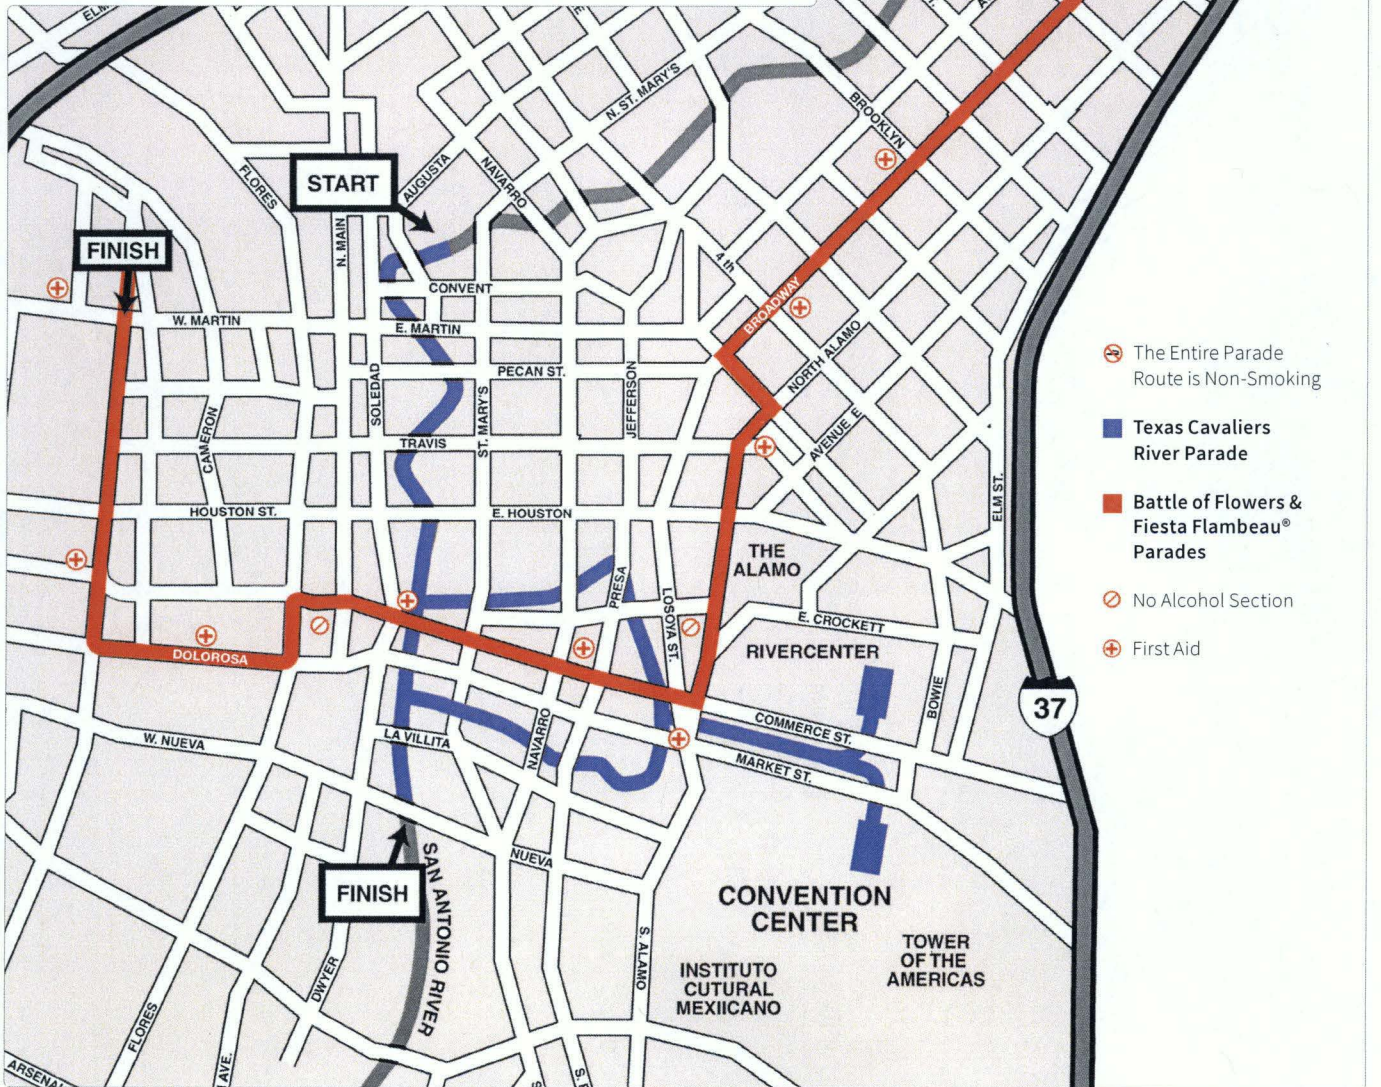 ELM
N. ST. MARY'S
BROOKLYN
FLORES
START
AUGUSTA
NAVARRO
N. MAIN
FINISH
4 th
CONVENT
BROADWAY
W. MARTIN
E. MARTIN
NORTH ALAMO
PECAN ST.
SOLEDAD
ST. MARY'S
JEFFERSON
CAMERON
TRAVIS
AVENUE E
HOUSTON ST.
E. HOUSTON
ELM ST.
THE
ALAMO
PRESA
LOSOYA ST.
E. CROCKETT
DOLOROSA
RIVERCENTER
BOWIE
37
COMMERCE ST.
W. NUEVA
LA VILLITA
NAVARRO
MARKET ST.
NUEVA
FINISH
SAN ANTONIO RIVER
CONVENTION
CENTER
TOWER
OF THE
AMERICAS
S. ALAMO
INSTITUTO
CUTURAL
MEXIICANO
DWYER
FLORES
AVE.
ARSENAL
The Entire Parade
Route is Non-Smoking
Texas Cavaliers
River Parade
Battle of Flowers &
Fiesta Flambeau®
Parades
No Alcohol Section
First Aid